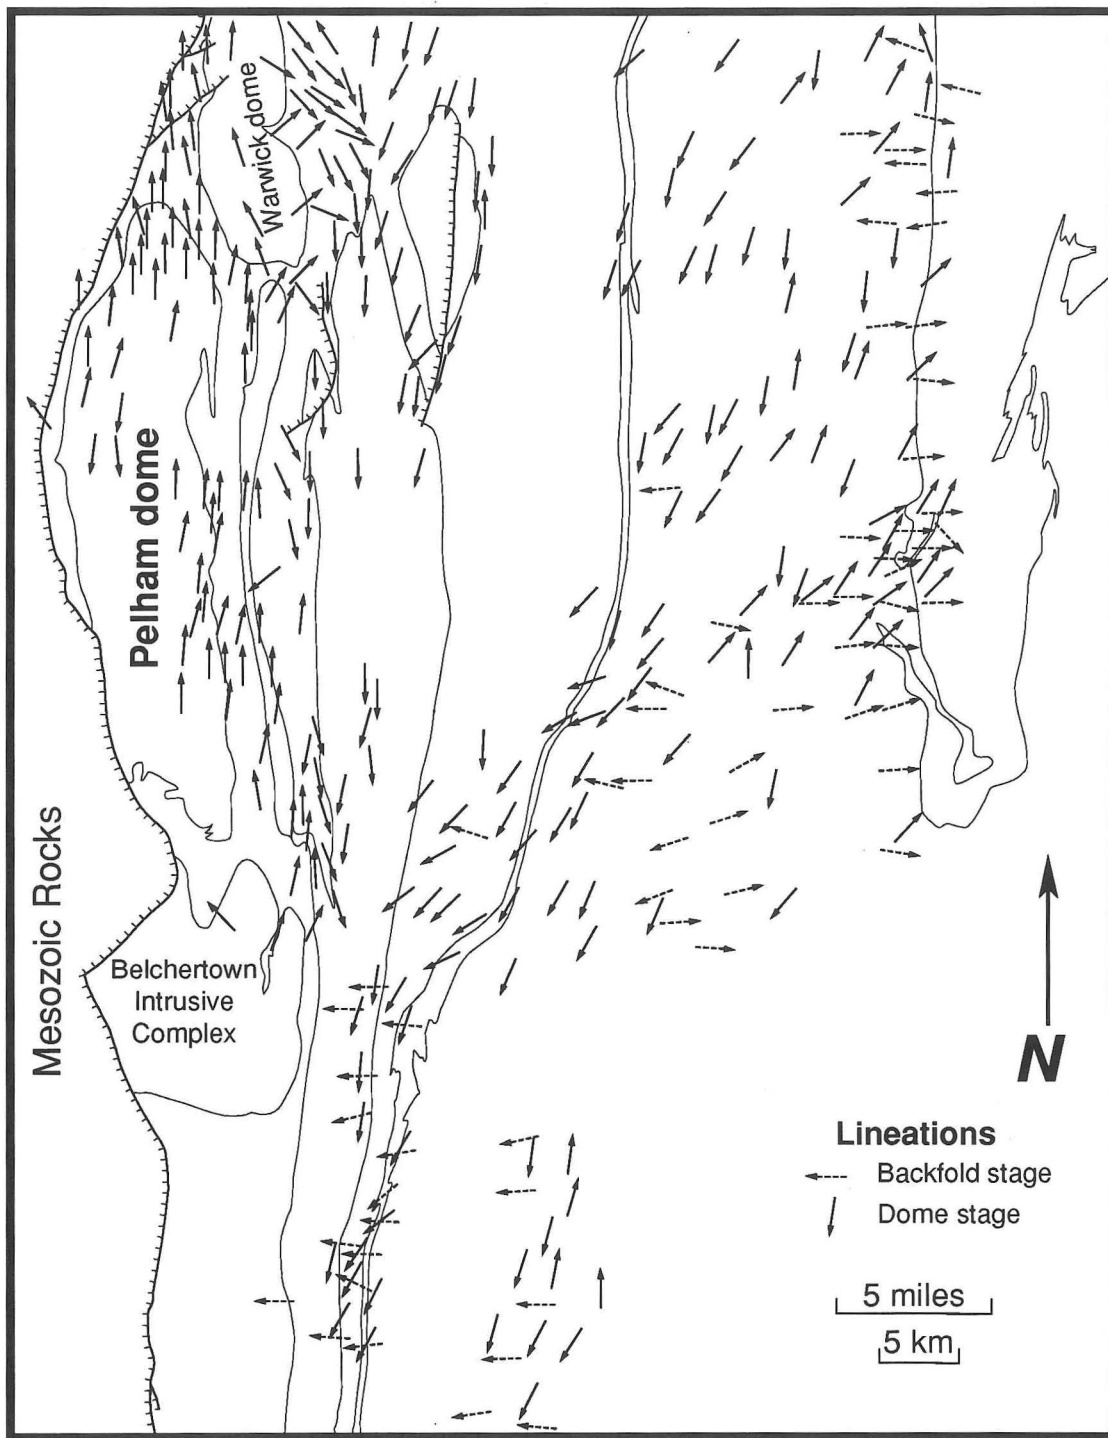 Warwick dome
Pelham dome
Mesozoic Rocks
Belchertown
Intrusive
Complex
N
Lineations
Backfold stage
Dome stage
5 miles
5 km